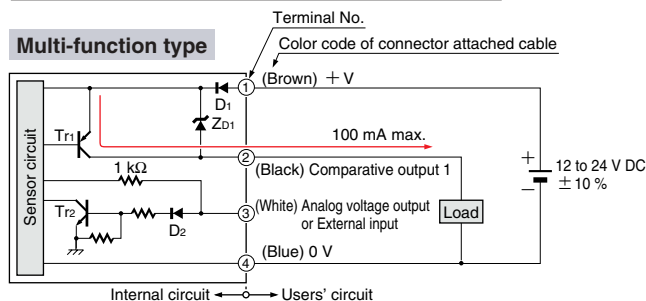 Terminal No.
Multi-function type
Color code of connector attached cable
1 (Brown) +V
D1
ZD1
Tr1
100 mA max.
2
(Black) Comparative output 1
1 kΩ
Sensor circuit
12 to 24 V DC
±10 %
+
−
Tr2
3 (White) Analog voltage output
or External input
Load
D2
(Blue) 0 V
4
Internal circuit Users' circuit